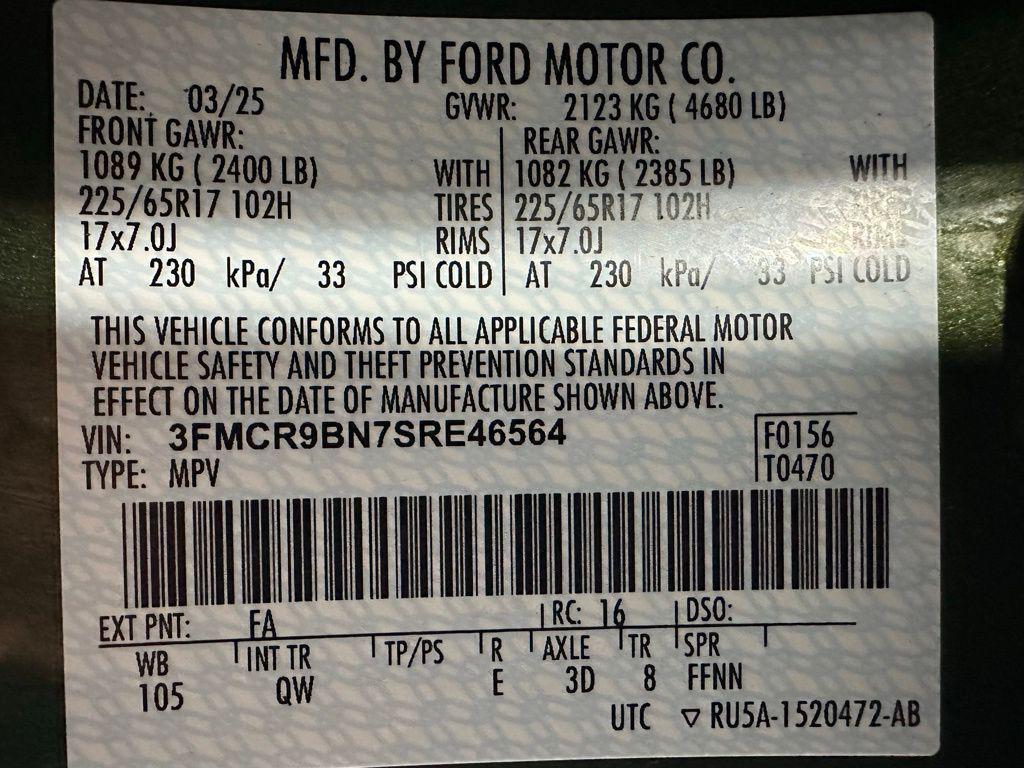 MFD. BY FORD MOTOR CO.
DATE: 03/25 GVWR: 2123 KG ( 4680 LB)
FRONT GAWR: REAR GAWR:
1089 KG ( 2400 LB) WITH 1082 KG ( 2385 LB) WITH
225/65R17 102H TIRES 225/65R17 102H TIRES
17x7.0J RIMS 17x7.0J RIMS
AT 230 kPa/ 33 PSI COLD AT 230 kPa/ 33 PSI COLD
THIS VEHICLE CONFORMS TO ALL APPLICABLE FEDERAL MOTOR
VEHICLE SAFETY AND THEFT PREVENTION STANDARDS IN
EFFECT ON THE DATE OF MANUFACTURE SHOWN ABOVE.
VIN: 3FMCR9BN7SRE46564 F0156
TYPE: MPV T0470
EXT PNT: FA RC: 16 DSO:
WB INT TR TP/PS R AXLE TR SPR
105 QW E 3D 8 FFNN
UTC ▽ RU5A-1520472-AB